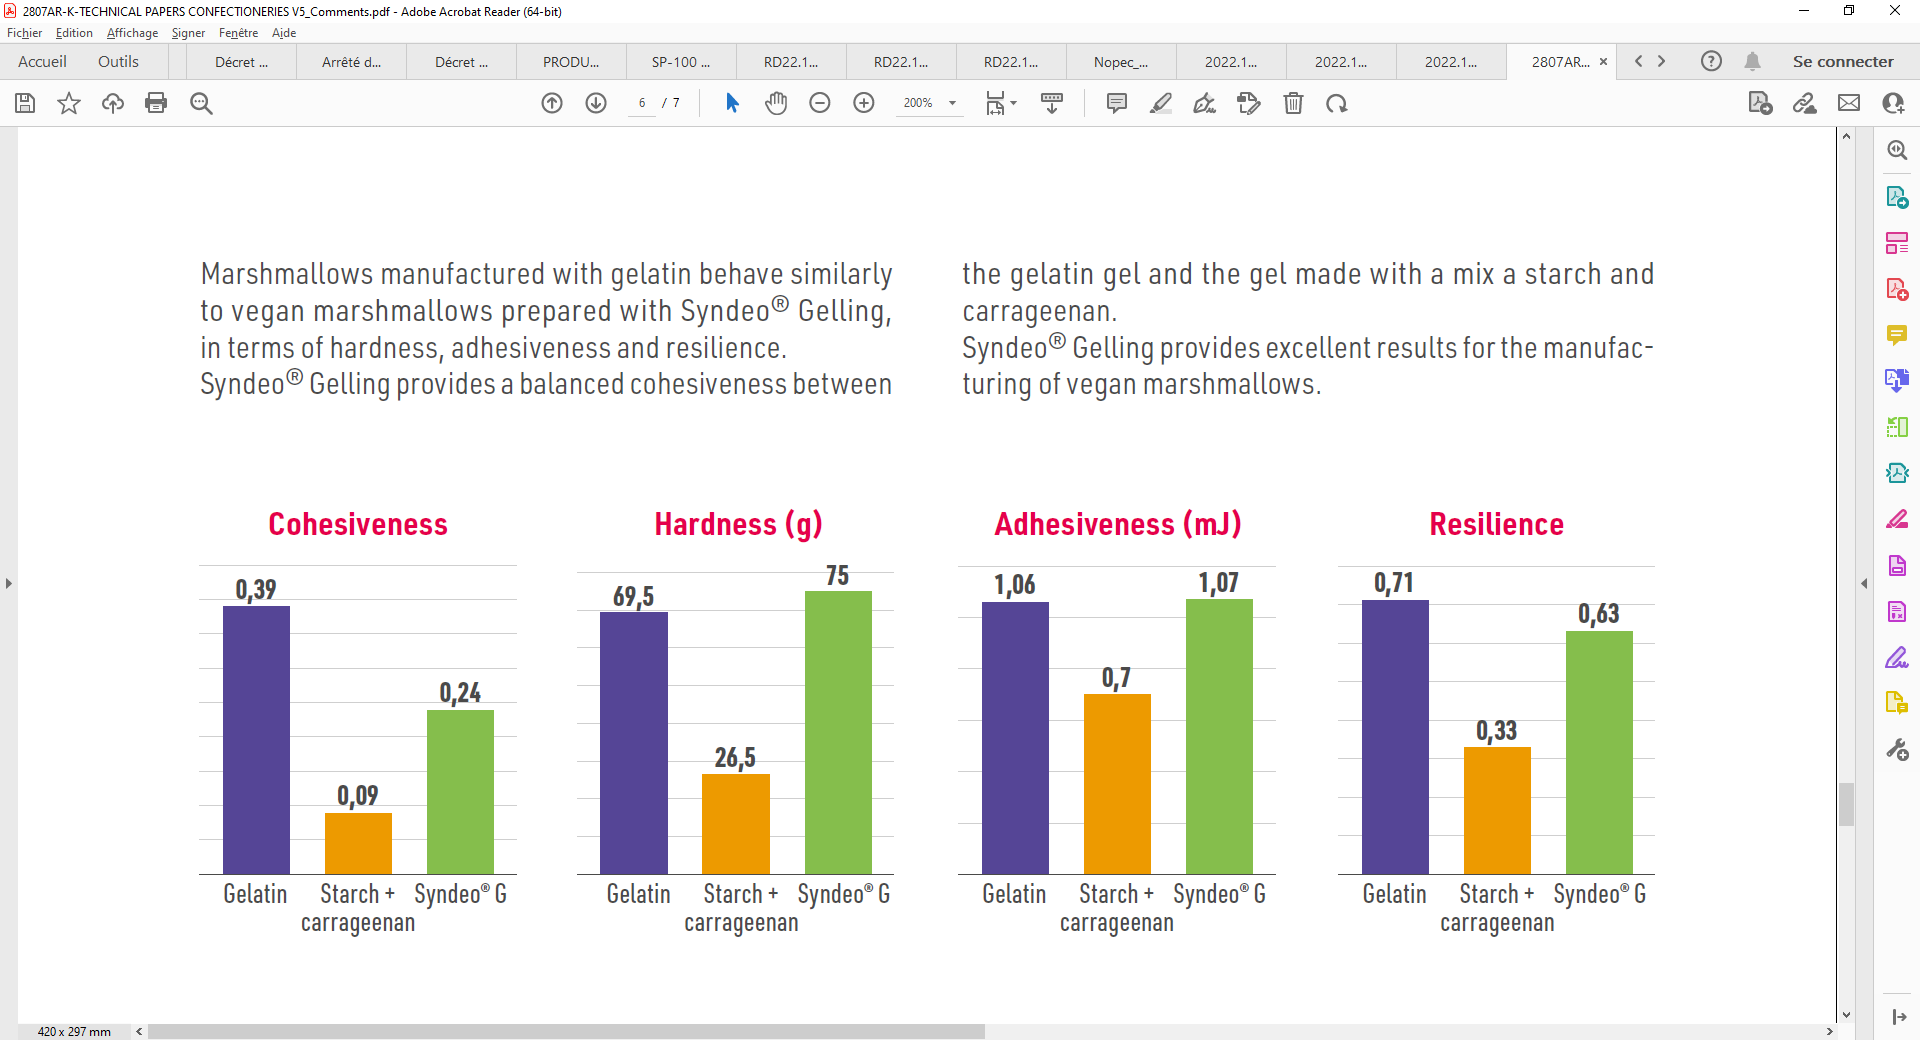 2807AR-K-TECHNICAL PAPERS CONFECTIONERIES V5_Comments.pdf - Adobe Acrobat Reader (64-bit)
Fichier Edition Affichage Signer Fenêtre Aide
Accueil Outils Décret ... Arrêté d... Décret ... PRODU... SP-100 ... RD22.1... RD22.1... RD22.1... Nopec_... 2022.1... 2022.1... 2022.1... 2807AR... × Se connecter
6 / 7 200%
Marshmallows manufactured with gelatin behave similarly
to vegan marshmallows prepared with Syndeo® Gelling,
in terms of hardness, adhesiveness and resilience.
Syndeo® Gelling provides a balanced cohesiveness between
the gelatin gel and the gel made with a mix a starch and
carrageenan.
Syndeo® Gelling provides excellent results for the manufac-
turing of vegan marshmallows.
Cohesiveness
0,39
0,09
0,24
Gelatin Starch + Syndeo® G
carrageenan
Hardness (g)
69,5
26,5
75
Gelatin Starch + Syndeo® G
carrageenan
Adhesiveness (mJ)
1,06
0,7
1,07
Gelatin Starch + Syndeo® G
carrageenan
Resilience
0,71
0,33
0,63
Gelatin Starch + Syndeo® G
carrageenan
420 x 297 mm